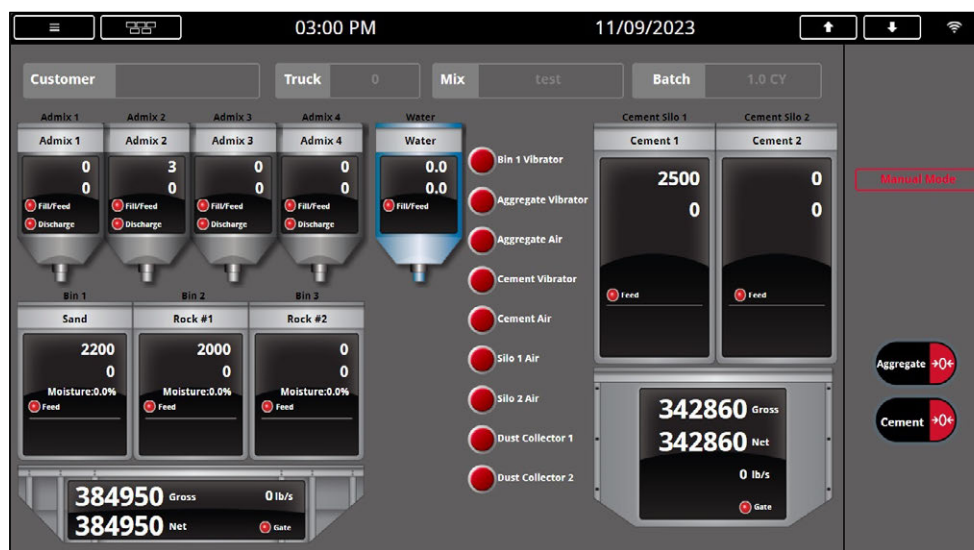 03:00 PM 11/09/2023
Customer Truck 0 Mix test Batch 1.0 CY
Admix 1 Admix 2 Admix 3 Admix 4 Water Cement Silo 1 Cement Silo 2
Admix 1 Admix 2 Admix 3 Admix 4 Water Cement 1 Cement 2
0 3 0 0 0.0
0 0 0 0 0.0
Fill/Feed Fill/Feed Fill/Feed Fill/Feed Fill/Feed
Discharge Discharge Discharge Discharge
2500 0
0 0
Feed Feed
Manual Mode
Bin 1 Vibrator
Aggregate Vibrator
Aggregate Air
Cement Vibrator
Cement Air
Silo 1 Air
Silo 2 Air
Dust Collector 1
Dust Collector 2
Bin 1 Bin 2 Bin 3
Sand Rock #1 Rock #2
2200 2000 0
0 0 0
Moisture:0.0% Moisture:0.0% Moisture:0.0%
Feed Feed Feed
384950 Gross 0 lb/s
384950 Net Gate
342860 Gross
342860 Net
0 lb/s
Gate
Aggregate →0←
Cement →0←